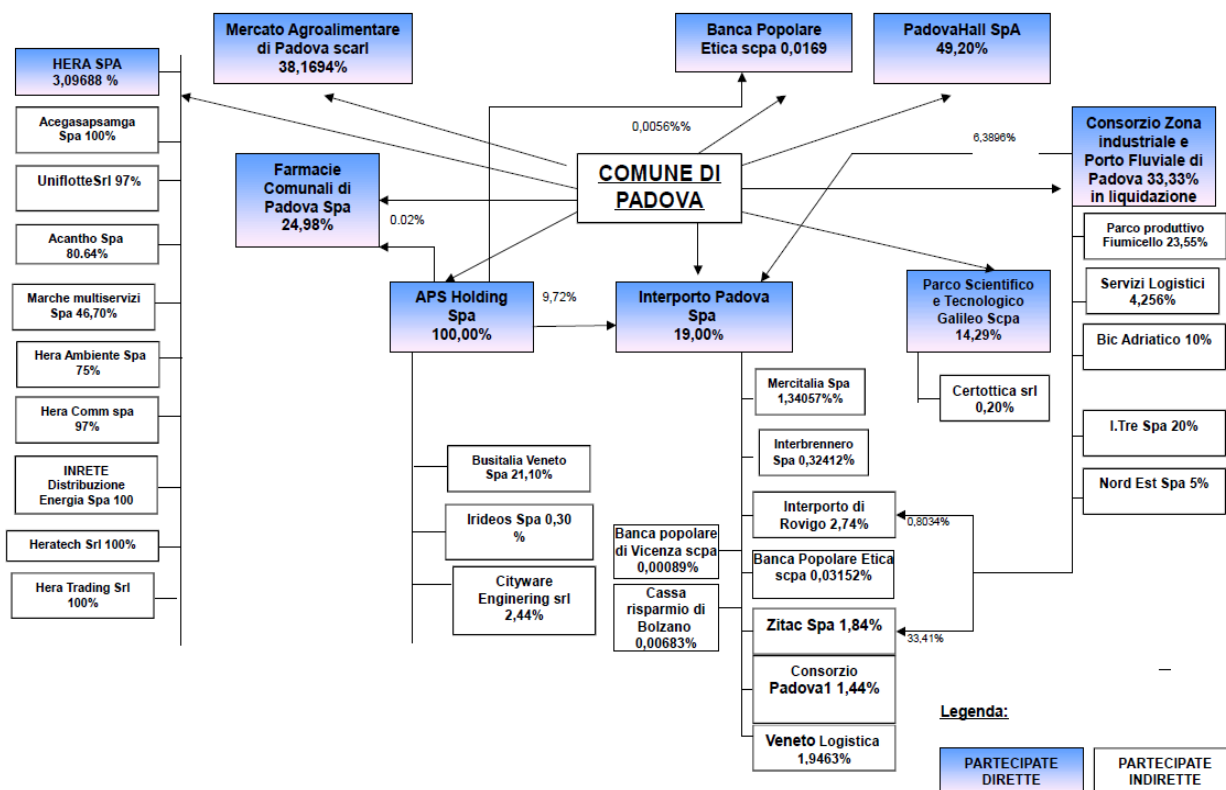 Mercato Agroalimentare
di Padova scarl
38,1694%
Banca Popolare
Etica scpa 0,0169
PadovaHall SpA
49,20%
HERA SPA
3,09688 %
Acegasapsamga
Spa 100%
UniflotteSrl 97%
Acantho Spa
80.64%
Marche multiservizi
Spa 46,70%
Hera Ambiente Spa
75%
Hera Comm spa
97%
INRETE
Distribuzione
Energia Spa 100
Heratech Srl 100%
Hera Trading Srl
100%
0,0056%%
6,3896%
COMUNE DI
PADOVA
Consorzio Zona
industriale e
Porto Fluviale di
Padova 33,33%
in liquidazione
Farmacie
Comunali di
Padova Spa
24,98%
0.02%
APS Holding
Spa
100,00%
9,72%
Interporto Padova
Spa
19,00%
Parco Scientifico
e Tecnologico
Galileo Scpa
14,29%
Certottica srl
0,20%
Parco produttivo
Fiumicello 23,55%
Servizi Logistici
4,256%
Bic Adriatico 10%
I.Tre Spa 20%
Nord Est Spa 5%
Busitalia Veneto
Spa 21,10%
Irideos Spa 0,30
%
Cityware
Enginering srl
2,44%
Mercitalia Spa
1,34057%%
Interbrennero
Spa 0,32412%
Interporto di
Rovigo 2,74%
0,8034%
Banca popolare
di Vicenza scpa
0,00089%
Banca Popolare Etica
scpa 0,03152%
Cassa
risparmio di
Bolzano
0,00683%
Zitac Spa 1,84%
33,41%
Consorzio
Padova1 1,44%
Veneto Logistica
1,9463%
Legenda:
PARTECIPATE
DIRETTE
PARTECIPATE
INDIRETTE